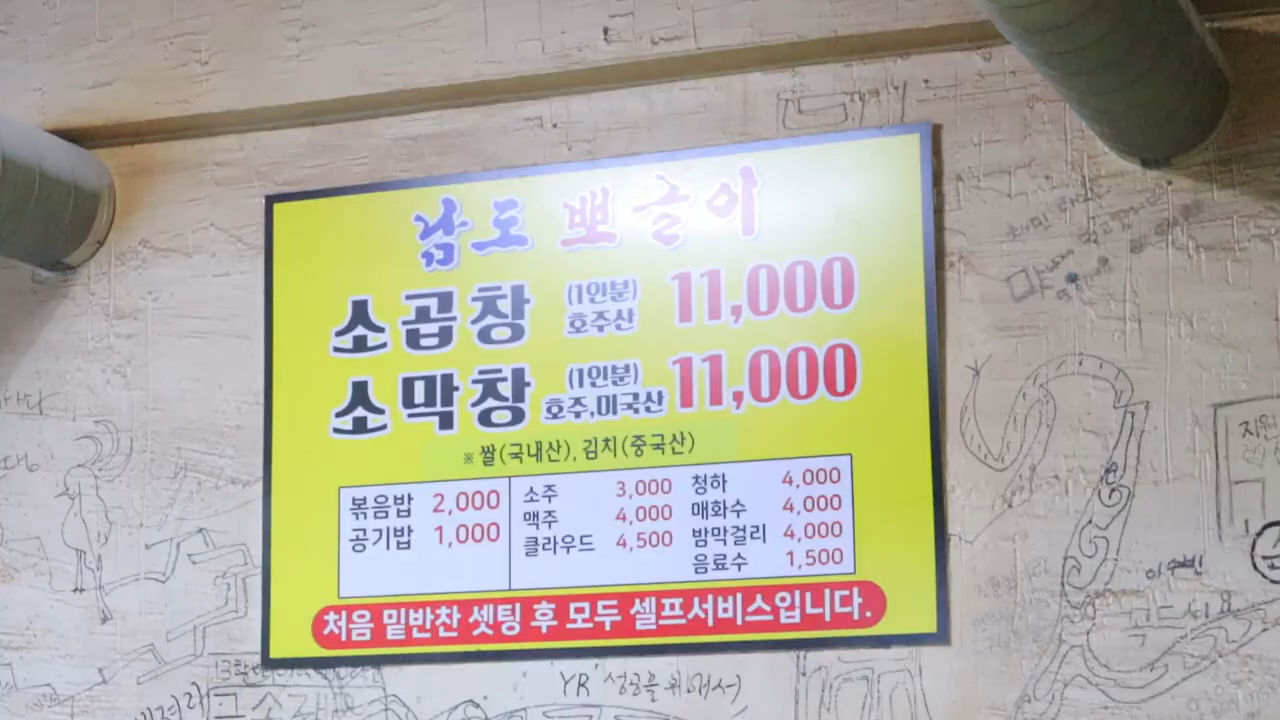 남도 뽀글이
소곱창 (1인분) 호주산 11,000
소막창 (1인분) 호주,미국산 11,000
※ 쌀(국내산), 김치(중국산)
볶음밥 2,000
공기밥 1,000
소주 3,000
맥주 4,000
클라우드 4,500
청하 4,000
매화수 4,000
밤막걸리 4,000
음료수 1,500
처음 밑반찬 셋팅 후 모두 셀프서비스입니다.
YR 성공을 위해서
지원